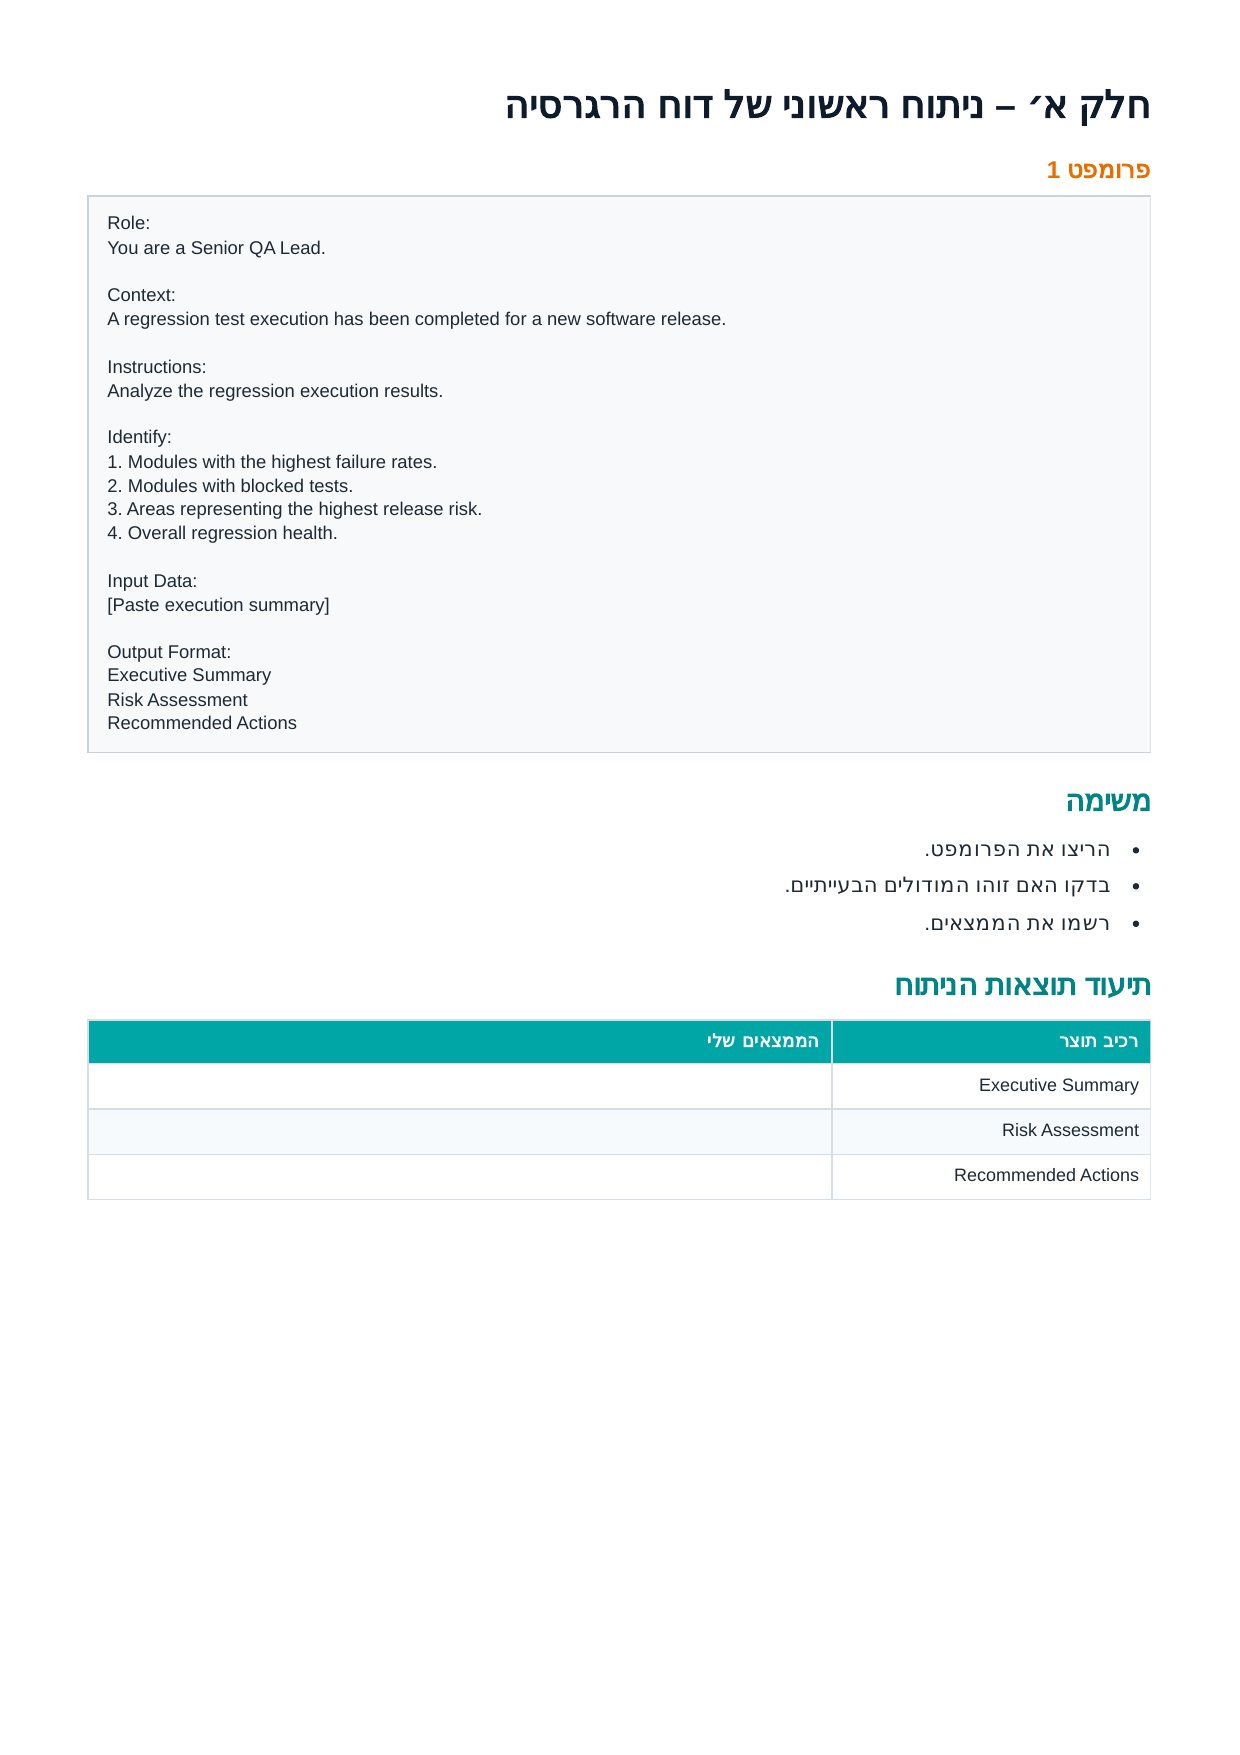 חלק א׳ – ניתוח ראשוני של דוח הרגרסיה
פרומפט 1
Role:
You are a Senior QA Lead.
Context:
A regression test execution has been completed for a new software release.
Instructions:
Analyze the regression execution results.
Identify:
1. Modules with the highest failure rates.
2. Modules with blocked tests.
3. Areas representing the highest release risk.
4. Overall regression health.
Input Data:
[Paste execution summary]
Output Format:
Executive Summary
Risk Assessment
Recommended Actions
משימה
• הריצו את הפרומפט.
• בדקו האם זוהו המודולים הבעייתיים.
• רשמו את הממצאים.
תיעוד תוצאות הניתוח
רכיב תוצר הממצאים שלי
Executive Summary
Risk Assessment
Recommended Actions